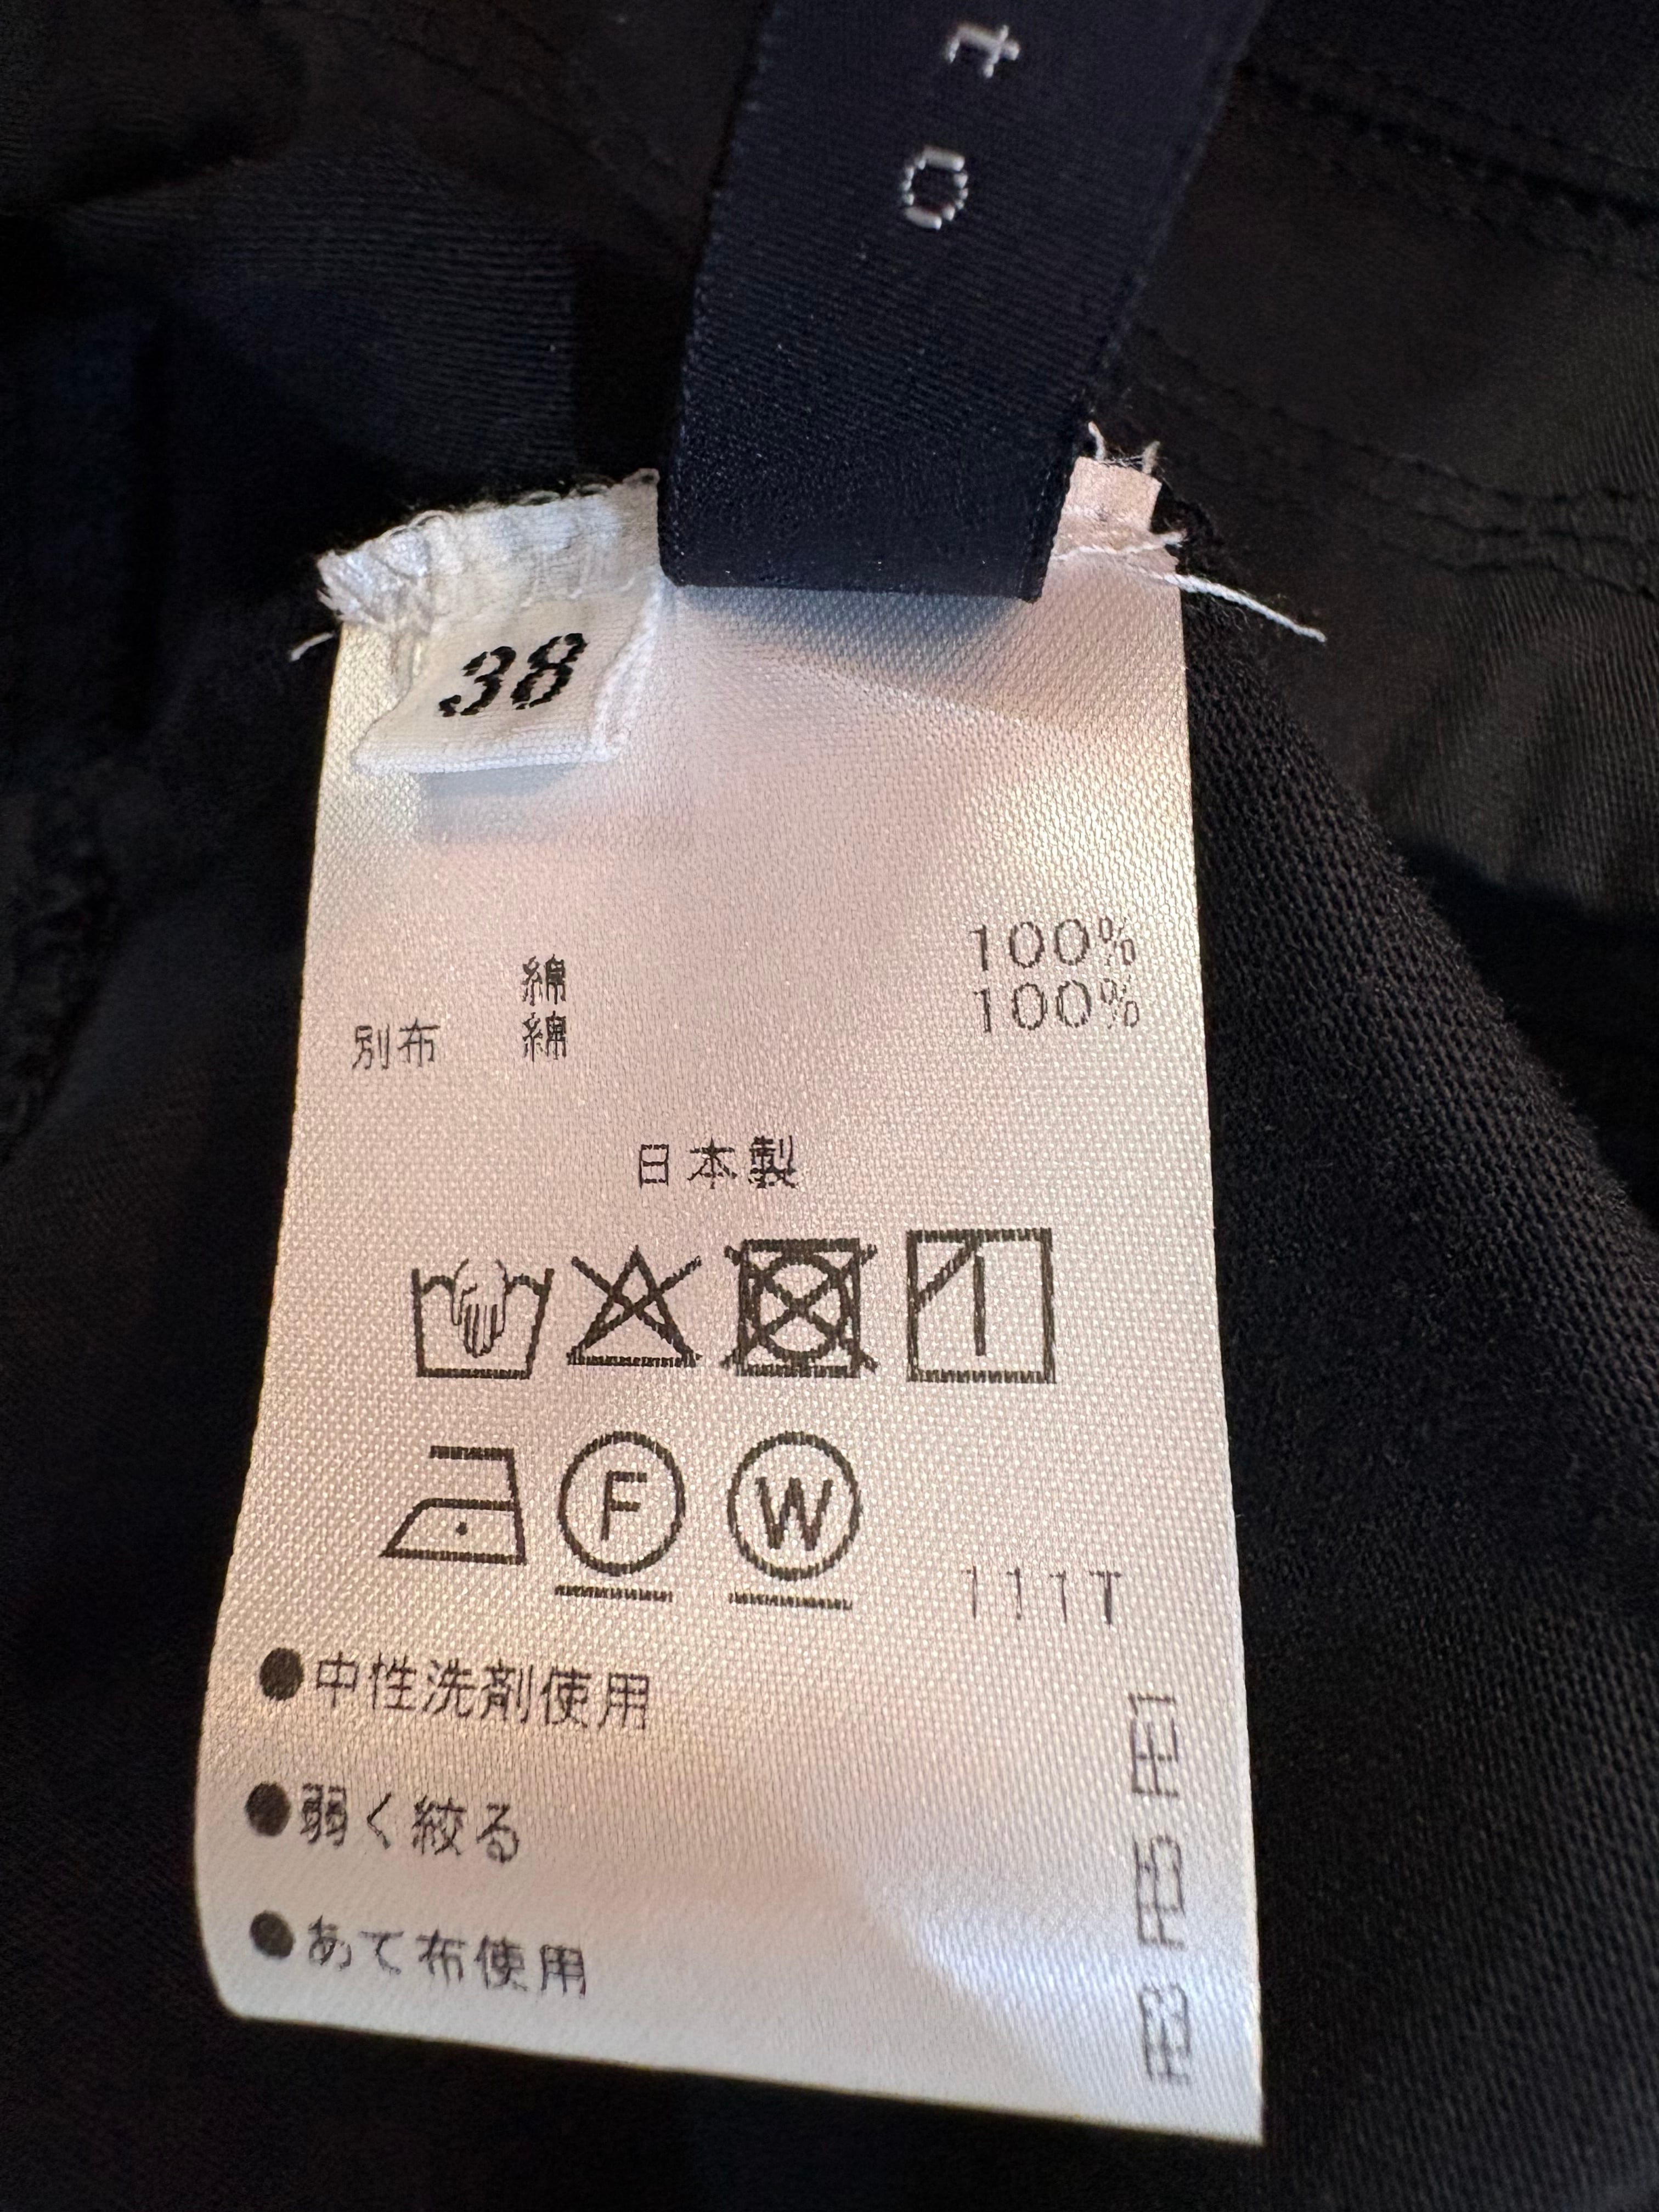 t o
38
綿 100%
別布 綿 100%
日本製
F W
111T
●中性洗剤使用
●弱く絞る
●あて布使用